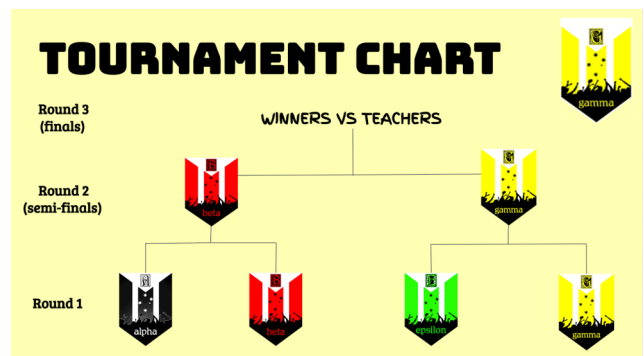 TOURNAMENT CHART
gamma
Round 3
(finals)
WINNERS VS TEACHERS
Round 2
(semi-finals)
beta
gamma
Round 1
alpha
beta
epsilon
gamma